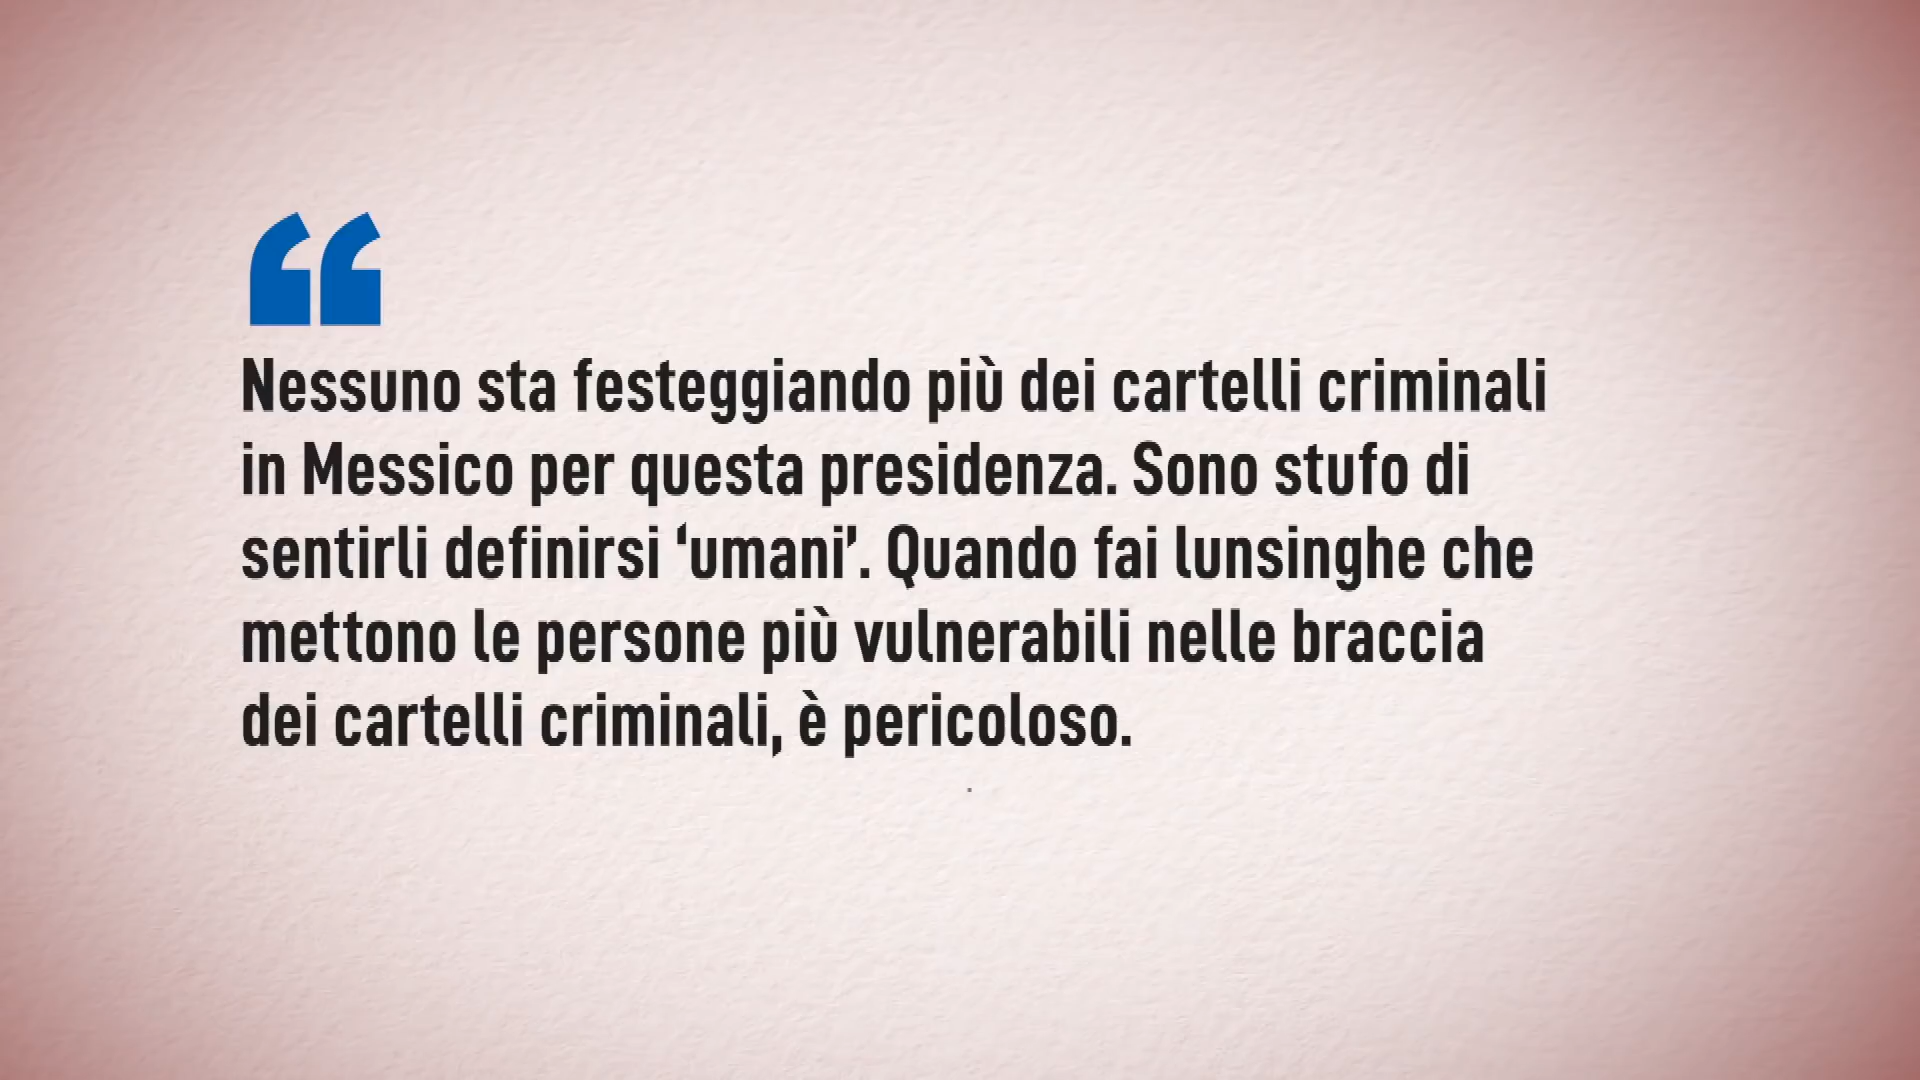 “
Nessuno sta festeggiando più dei cartelli criminali
in Messico per questa presidenza. Sono stufo di
sentirli definirsi ‘umani’. Quando fai lunsinghe che
mettono le persone più vulnerabili nelle braccia
dei cartelli criminali, è pericoloso.